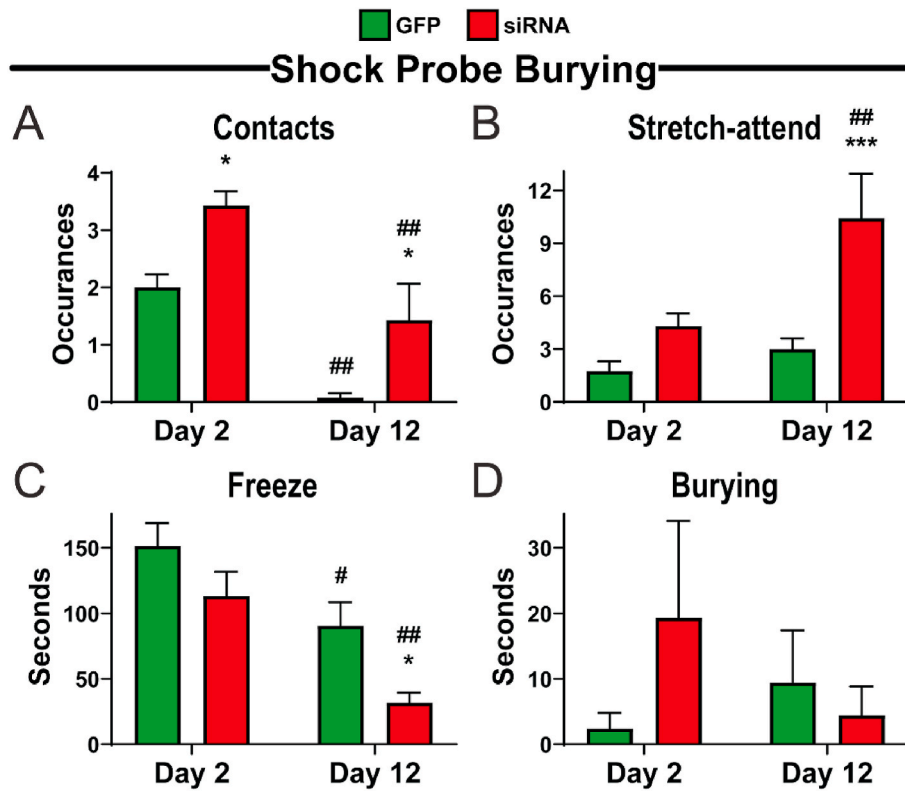 GFP siRNA
Shock Probe Burying
A Contacts
Occurances
4
3
2
1
0
*
##
##
*
Day 2 Day 12
B Stretch-attend
Occurances
12
9
6
3
0
##
***
Day 2 Day 12
C Freeze
Seconds
150
100
50
0
#
##
*
Day 2 Day 12
D Burying
Seconds
30
20
10
0
Day 2 Day 12